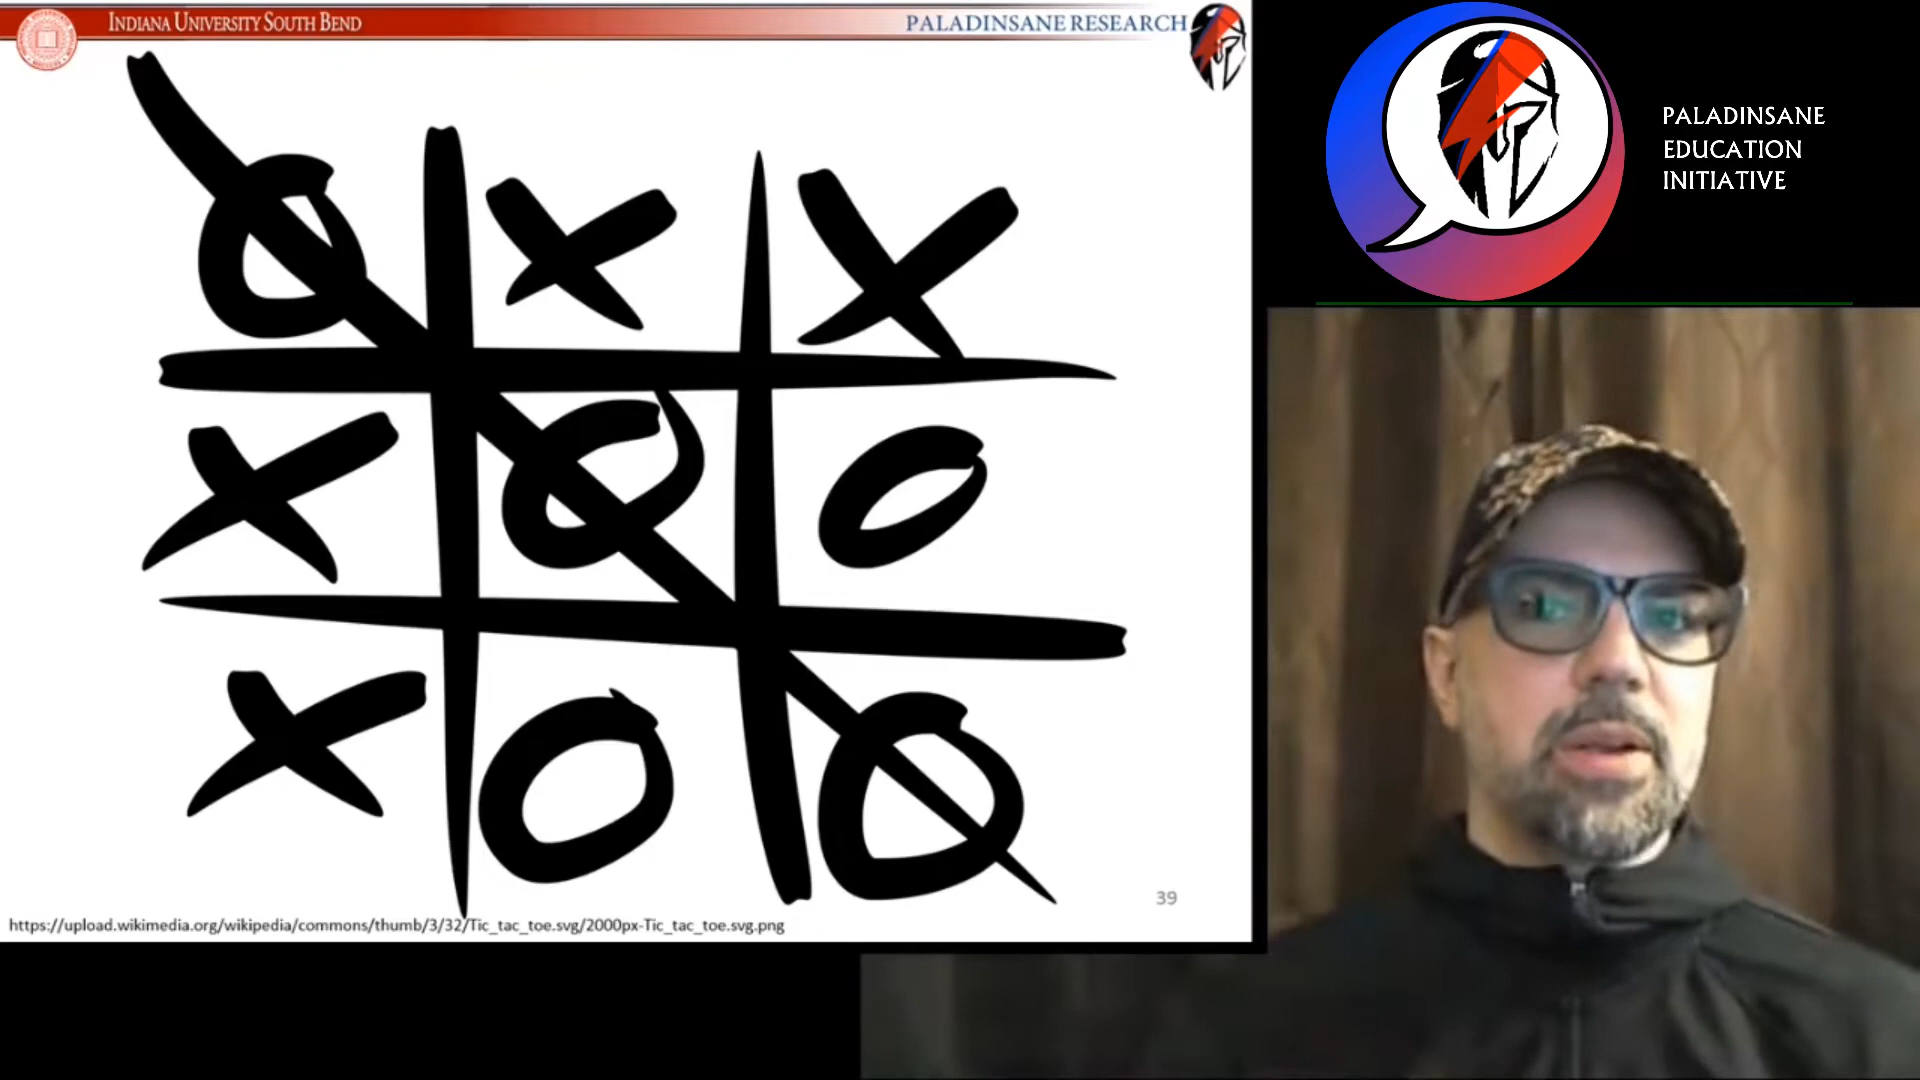 INDIANA UNIVERSITY SOUTH BEND
PALADINSANE RESEARCH
PALADINSANE
EDUCATION
INITIATIVE
O X X
X O O
X O O
39
https://upload.wikimedia.org/wikipedia/commons/thumb/3/32/Tic_tac_toe.svg/2000px-Tic_tac_toe.svg.png